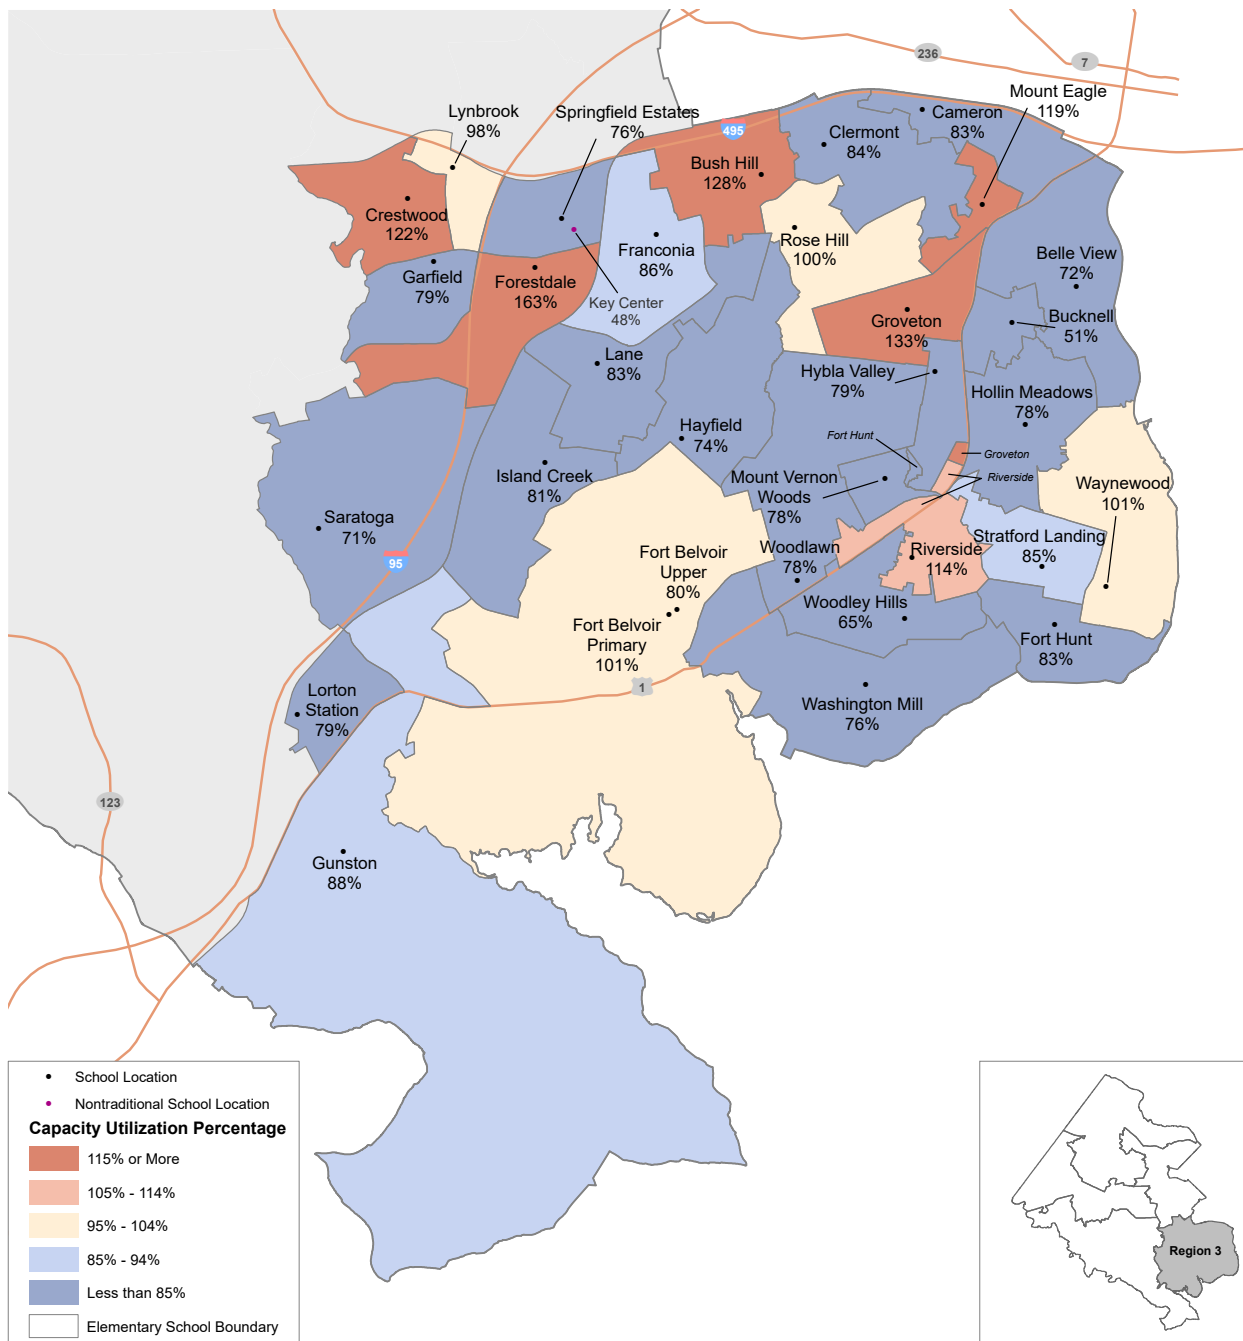 236
7
Mount Eagle
119%
Lynbrook
98%
Springfield Estates
76%
Cameron
83%
495
Clermont
84%
Bush Hill
128%
Crestwood
122%
Rose Hill
100%
Franconia
86%
Belle View
72%
Garfield
79%
Forestdale
163%
Key Center
48%
Groveton
133%
Bucknell
51%
Lane
83%
Hybla Valley
79%
Hollin Meadows
78%
Hayfield
74%
Fort Hunt
Groveton
Island Creek
81%
Mount Vernon
Woods
78%
Riverside
Waynewood
101%
Saratoga
71%
95
Fort Belvoir
Upper
80%
Woodlawn
78%
Riverside
114%
Stratford Landing
85%
Woodley Hills
65%
Fort Belvoir
Primary
101%
Fort Hunt
83%
1
Lorton
Station
79%
Washington Mill
76%
123
Gunston
88%
School Location
Nontraditional School Location
Capacity Utilization Percentage
115% or More
105% - 114%
95% - 104%
85% - 94%
Less than 85%
Elementary School Boundary
Region 3